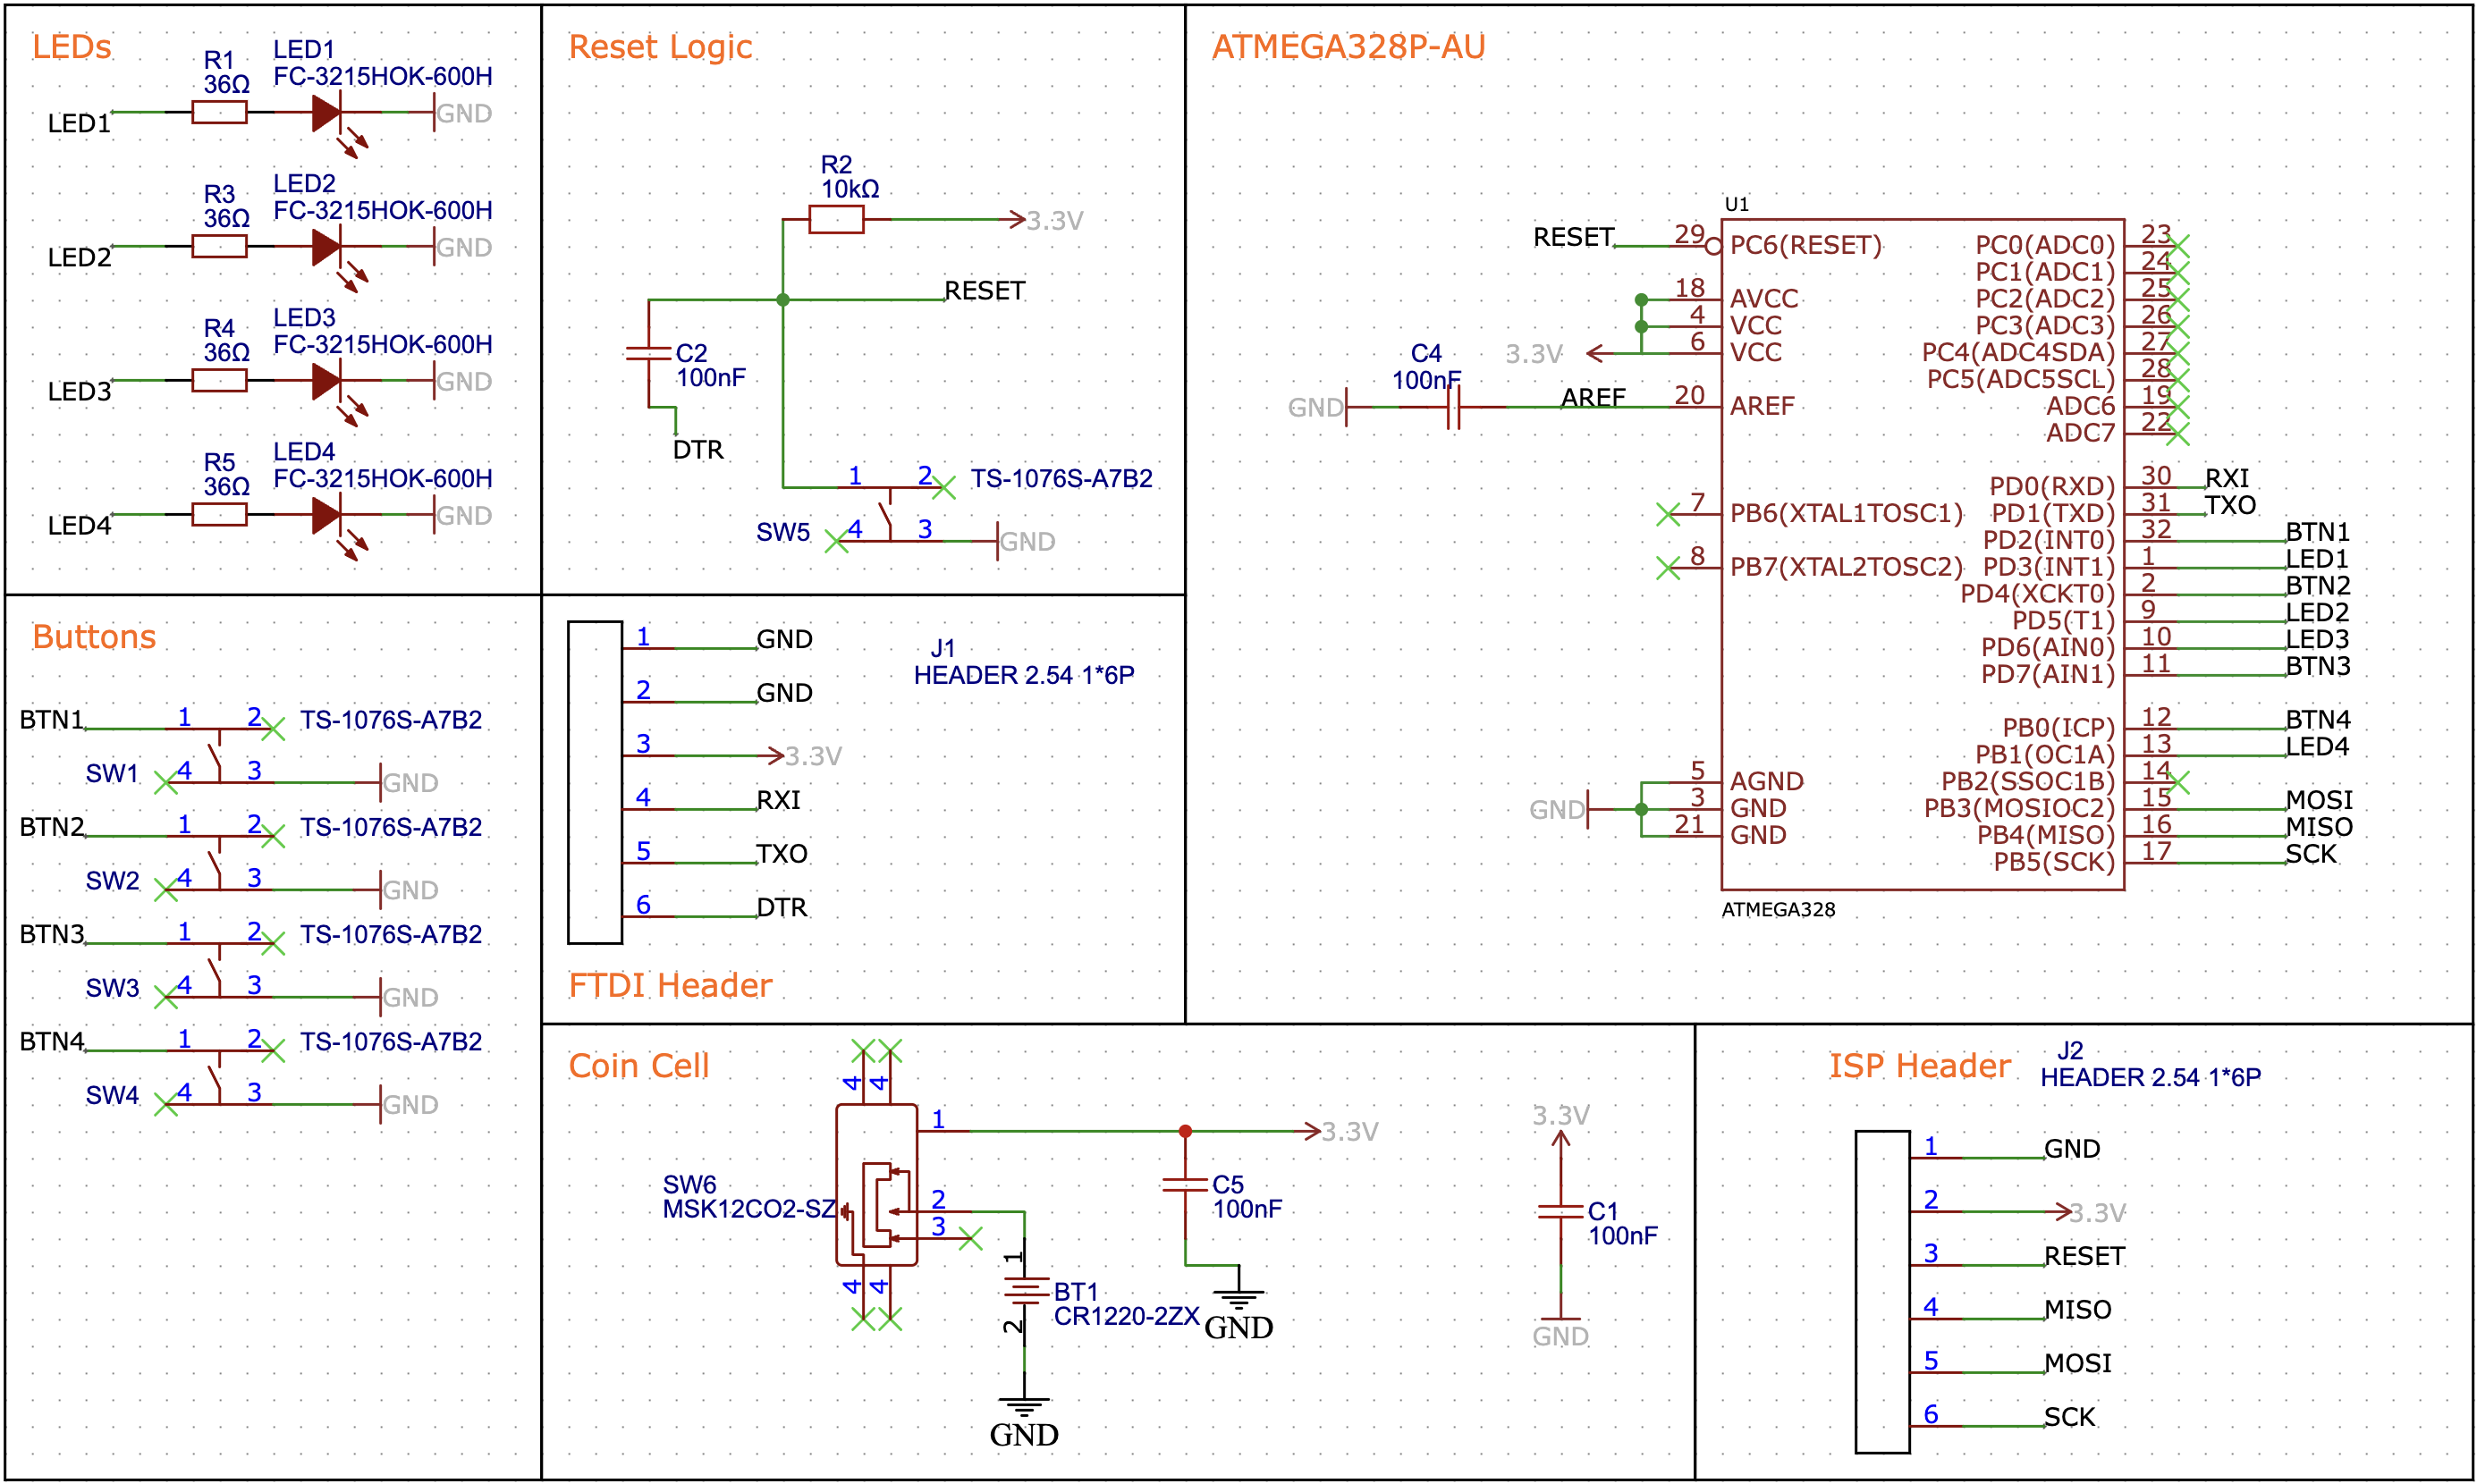 LEDs
R1
36Ω
LED1
FC-3215HOK-600H
LED1
GND
R3
36Ω
LED2
FC-3215HOK-600H
LED2
GND
R4
36Ω
LED3
FC-3215HOK-600H
LED3
GND
R5
36Ω
LED4
FC-3215HOK-600H
LED4
GND
Reset Logic
R2
10kΩ
3.3V
RESET
C2
100nF
DTR
1
2
TS-1076S-A7B2
SW5
4
3
GND
ATMEGA328P-AU
U1
RESET
29
PC6(RESET)
18
AVCC
4
VCC
3.3V
6
VCC
C4
100nF
GND
AREF
20
AREF
7
PB6(XTAL1TOSC1)
8
PB7(XTAL2TOSC2)
5
AGND
GND
3
GND
21
GND
PC0(ADC0)
23
PC1(ADC1)
24
PC2(ADC2)
25
PC3(ADC3)
26
PC4(ADC4SDA)
27
PC5(ADC5SCL)
28
ADC6
19
ADC7
22
PD0(RXD)
30
RXI
PD1(TXD)
31
TXO
PD2(INT0)
32
BTN1
PD3(INT1)
1
LED1
PD4(XCKT0)
2
BTN2
PD5(T1)
9
LED2
PD6(AIN0)
10
LED3
PD7(AIN1)
11
BTN3
PB0(ICP)
12
BTN4
PB1(OC1A)
13
LED4
PB2(SSOC1B)
14
PB3(MOSIOC2)
15
MOSI
PB4(MISO)
16
MISO
PB5(SCK)
17
SCK
ATMEGA328
Buttons
BTN1
1
2
TS-1076S-A7B2
SW1
4
3
GND
BTN2
1
2
TS-1076S-A7B2
SW2
4
3
GND
BTN3
1
2
TS-1076S-A7B2
SW3
4
3
GND
BTN4
1
2
TS-1076S-A7B2
SW4
4
3
GND
1
GND
J1
HEADER 2.54 1*6P
2
GND
3
3.3V
4
RXI
5
TXO
6
DTR
FTDI Header
Coin Cell
4
4
1
3.3V
SW6
MSK12CO2-SZ
2
3
4
4
1
BT1
CR1220-2ZX
2
GND
C5
100nF
GND
3.3V
C1
100nF
GND
ISP Header
J2
HEADER 2.54 1*6P
1
GND
2
3.3V
3
RESET
4
MISO
5
MOSI
6
SCK